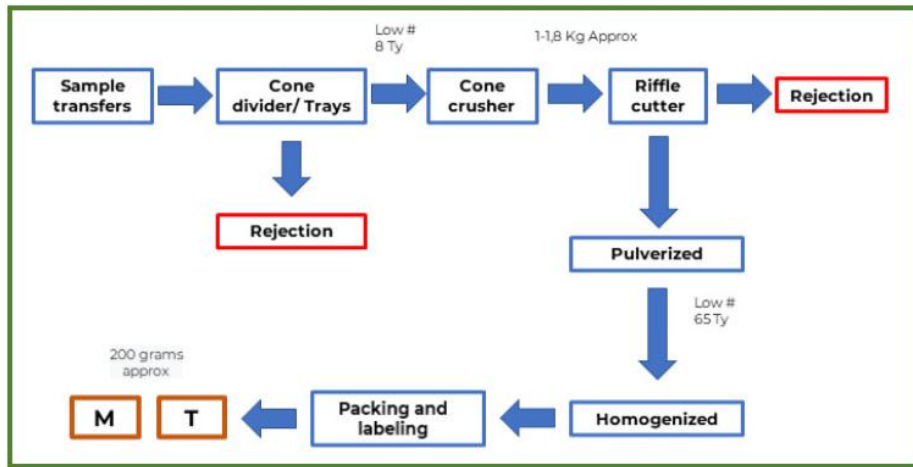 Low #
8 Ty
1-1,8 Kg Approx
Sample
transfers
Cone
divider/ Trays
Cone
crusher
Riffle
cutter
Rejection
Rejection
Pulverized
Low #
65 Ty
200 grams
approx
M
T
Packing and
labeling
Homogenized